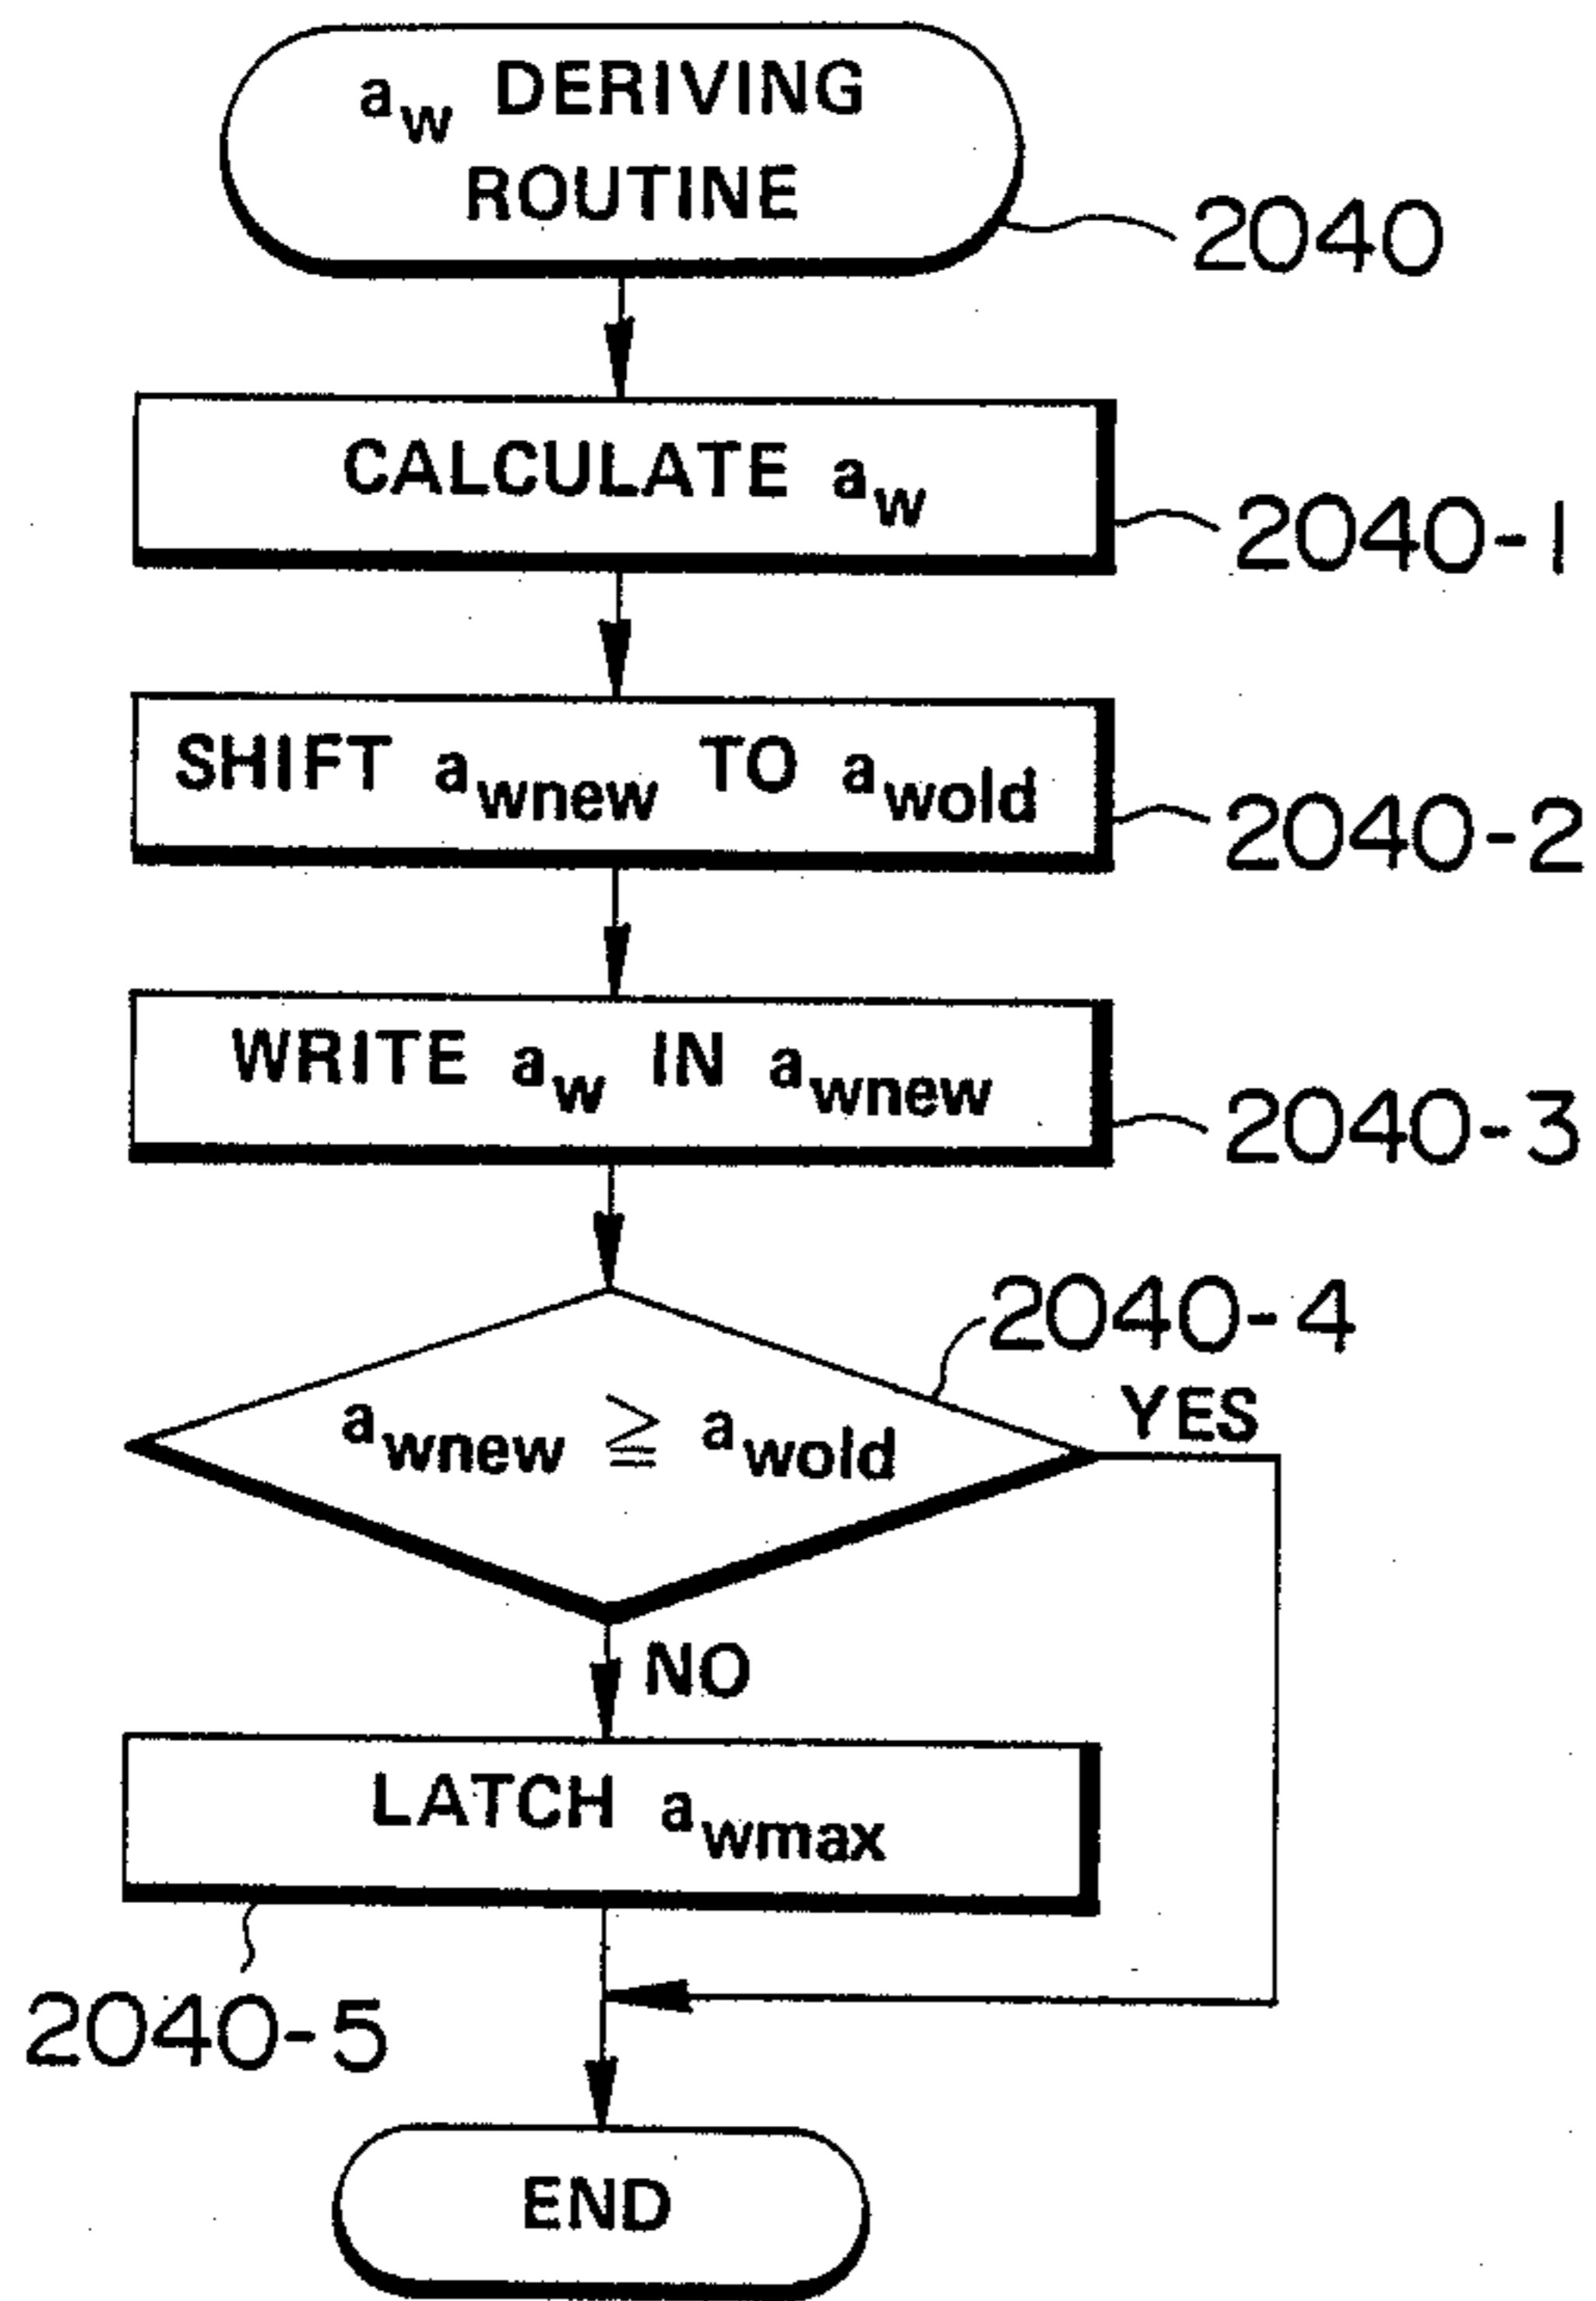 aw DERIVING
ROUTINE
2040
CALCULATE aw
2040-1
SHIFT awnew TO awold
2040-2
WRITE aw IN awnew
2040-3
2040-4
awnew ≧ awold
YES
NO
LATCH awmax
2040-5
END